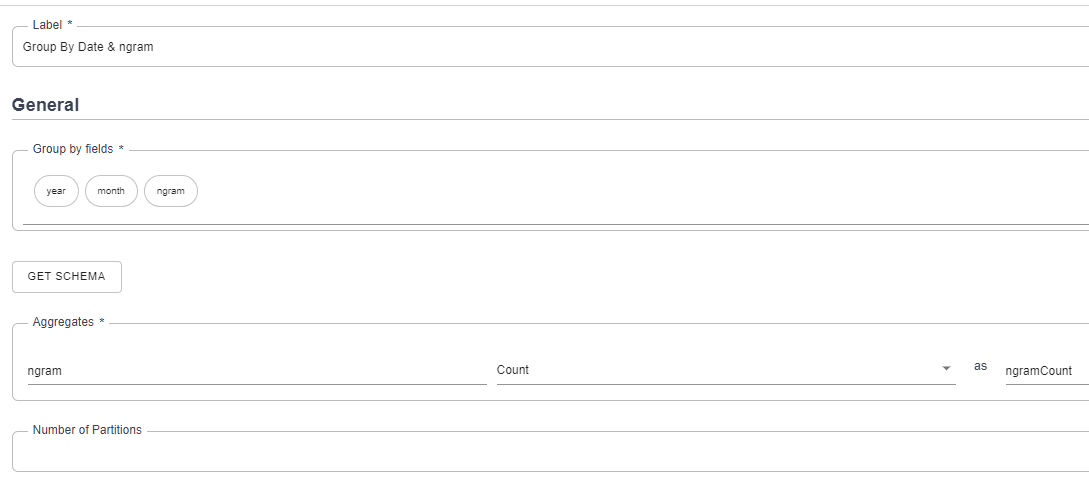 Label *
Group By Date & ngram
General
Group by fields *
year month ngram
GET SCHEMA
Aggregates *
ngram Count as ngramCount
Number of Partitions